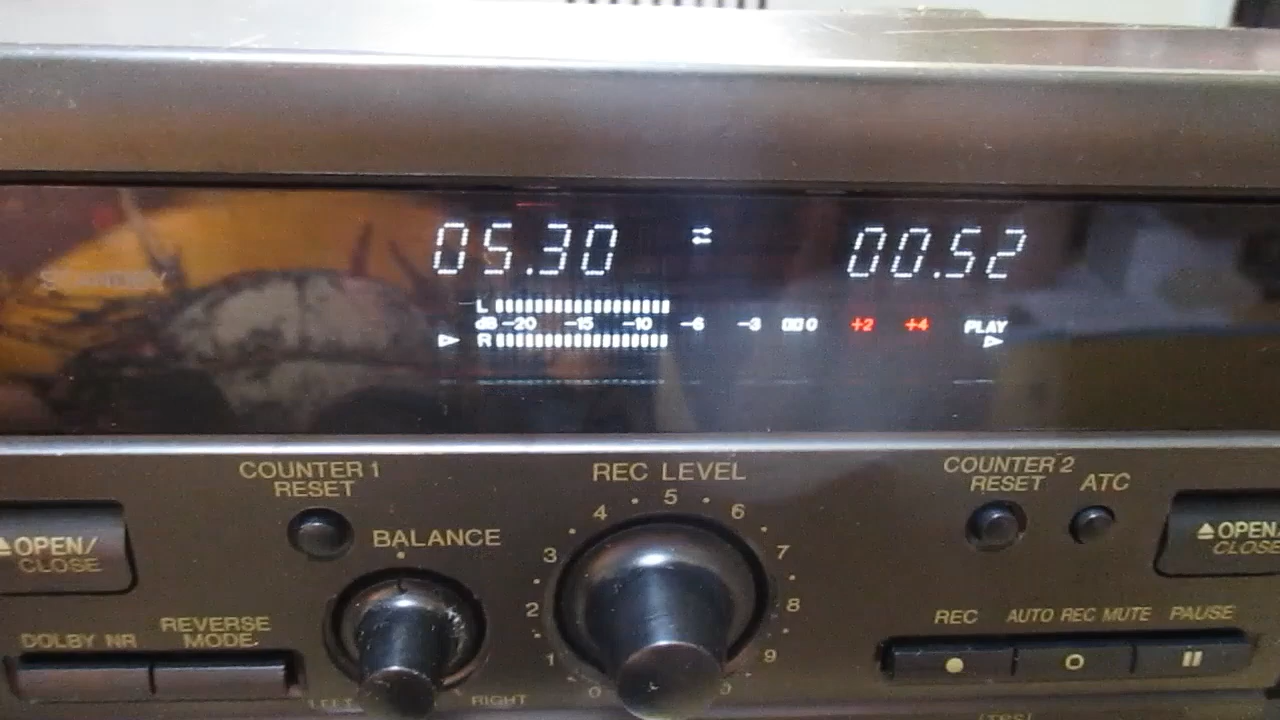 05.30 00.52
L
dB -20 -15 -10 -6 -3 0 +2 +4 PLAY
R
COUNTER 1
RESET
REC LEVEL
COUNTER 2
RESET
ATC
0 1 2 3 4 5 6 7 8 9
BALANCE
LEFT RIGHT
OPEN/
CLOSE
OPEN/
CLOSE
DOLBY NR
REVERSE
MODE
REC AUTO REC MUTE PAUSE